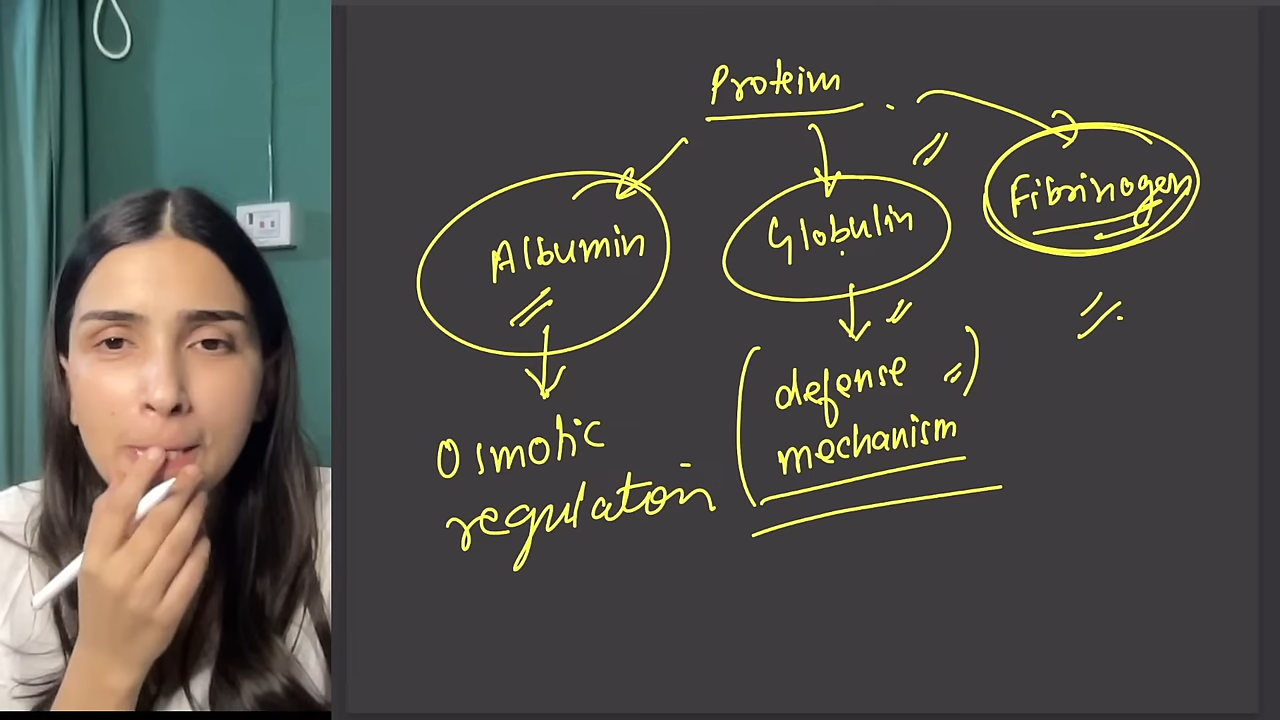 Protein
Albumin
Globulin
Fibrinogen
Osmotic
regulation
defense
mechanism